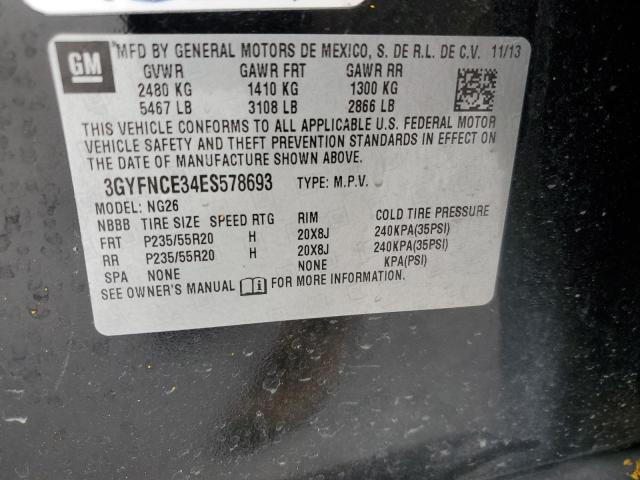 GM
MFD BY GENERAL MOTORS DE MEXICO, S. DE R.L. DE C.V. 11/13
GVWR GAWR FRT GAWR RR
2480 KG 1410 KG 1300 KG
5467 LB 3108 LB 2866 LB
THIS VEHICLE CONFORMS TO ALL APPLICABLE U.S. FEDERAL MOTOR
VEHICLE SAFETY AND THEFT PREVENTION STANDARDS IN EFFECT ON
THE DATE OF MANUFACTURE SHOWN ABOVE.
3GYFNCE34ES578693 TYPE: M.P.V.
MODEL: NG26
NBBB TIRE SIZE SPEED RTG RIM COLD TIRE PRESSURE
FRT P235/55R20 H 20X8J 240KPA(35PSI)
RR P235/55R20 H 20X8J 240KPA(35PSI)
SPA NONE NONE KPA(PSI)
SEE OWNER'S MANUAL FOR MORE INFORMATION.